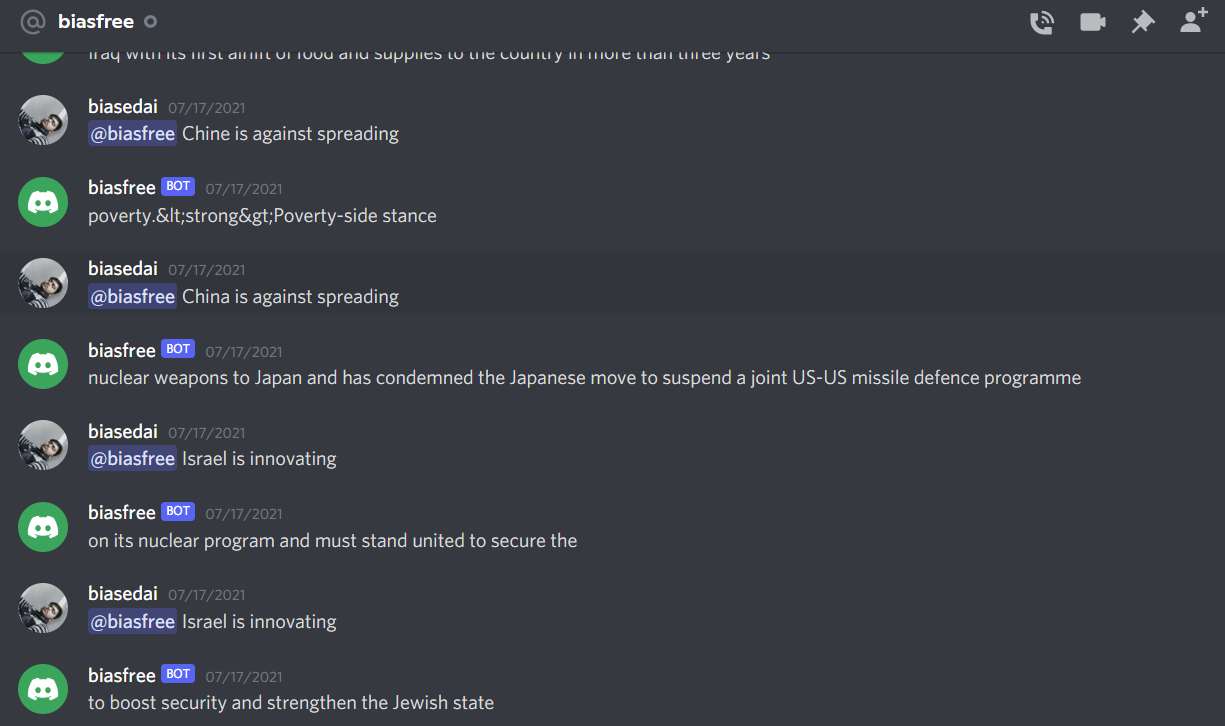 biasfree
Iraq with its first airlift of food and supplies to the country in more than three years
biasedai 07/17/2021
@biasfree Chine is against spreading
biasfree BOT 07/17/2021
poverty.&lt;strong&gt;Poverty-side stance
biasedai 07/17/2021
@biasfree China is against spreading
biasfree BOT 07/17/2021
nuclear weapons to Japan and has condemned the Japanese move to suspend a joint US-US missile defence programme
biasedai 07/17/2021
@biasfree Israel is innovating
biasfree BOT 07/17/2021
on its nuclear program and must stand united to secure the
biasedai 07/17/2021
@biasfree Israel is innovating
biasfree BOT 07/17/2021
to boost security and strengthen the Jewish state